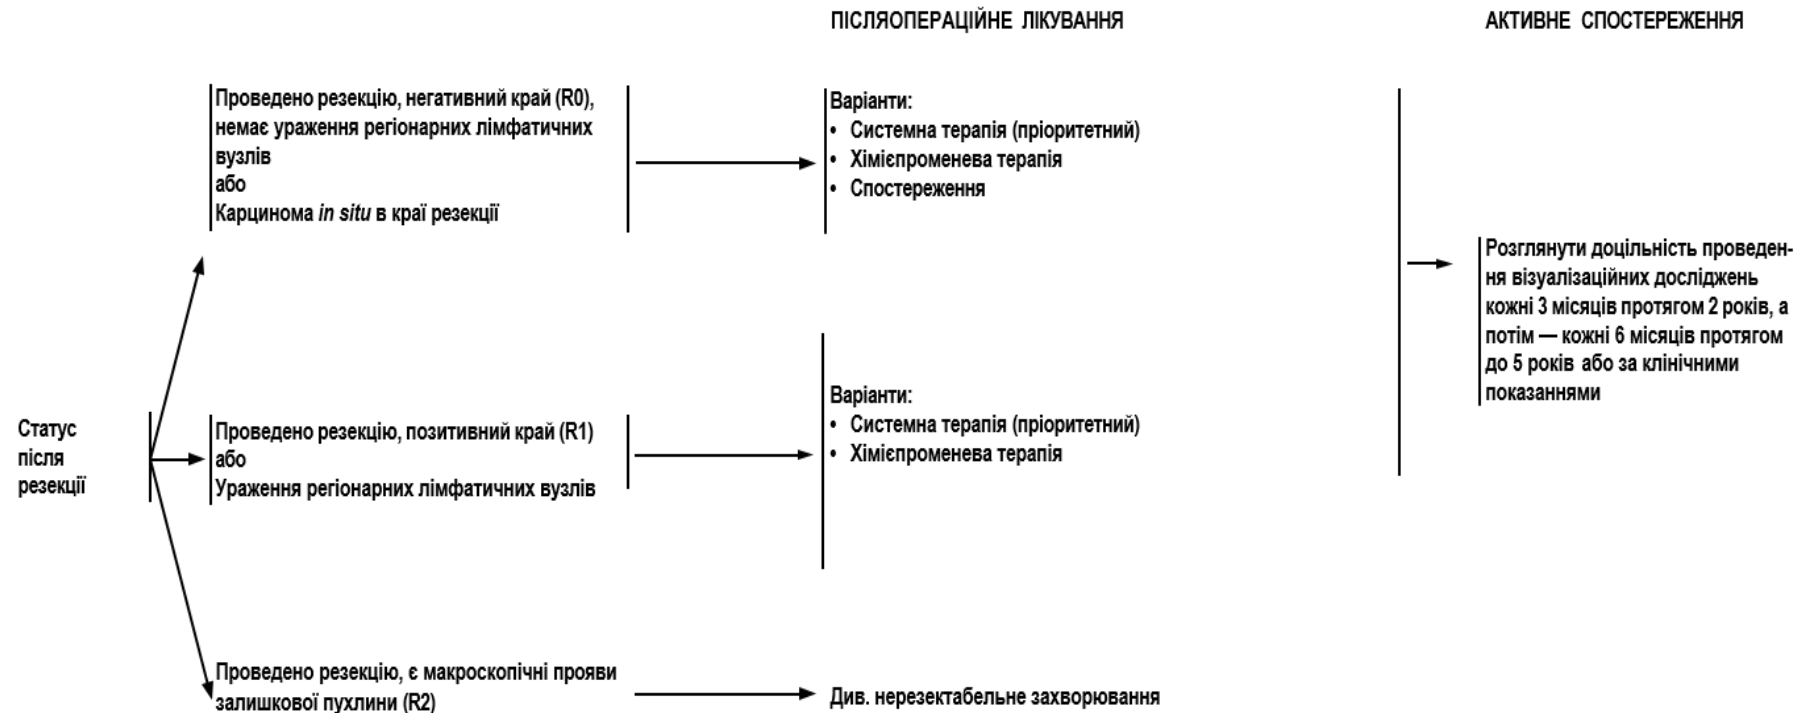 ПІСЛЯОПЕРАЦІЙНЕ ЛІКУВАННЯ
АКТИВНЕ СПОСТЕРЕЖЕННЯ
Проведено резекцію, негативний край (R0),
немає ураження регіонарних лімфатичних
вузлів
або
Карцинома in situ в краї резекції
Варіанти:
• Системна терапія (пріоритетний)
• Хімієпроменева терапія
• Спостереження
Розглянути доцільність проведен-
ня візуалізаційних досліджень
кожні 3 місяців протягом 2 років, а
потім — кожні 6 місяців протягом
до 5 років або за клінічними
показаннями
Статус
після
резекції
Проведено резекцію, позитивний край (R1)
або
Ураження регіонарних лімфатичних вузлів
Варіанти:
• Системна терапія (пріоритетний)
• Хімієпроменева терапія
Проведено резекцію, є макроскопічні прояви
залишкової пухлини (R2)
Див. нерезектабельне захворювання